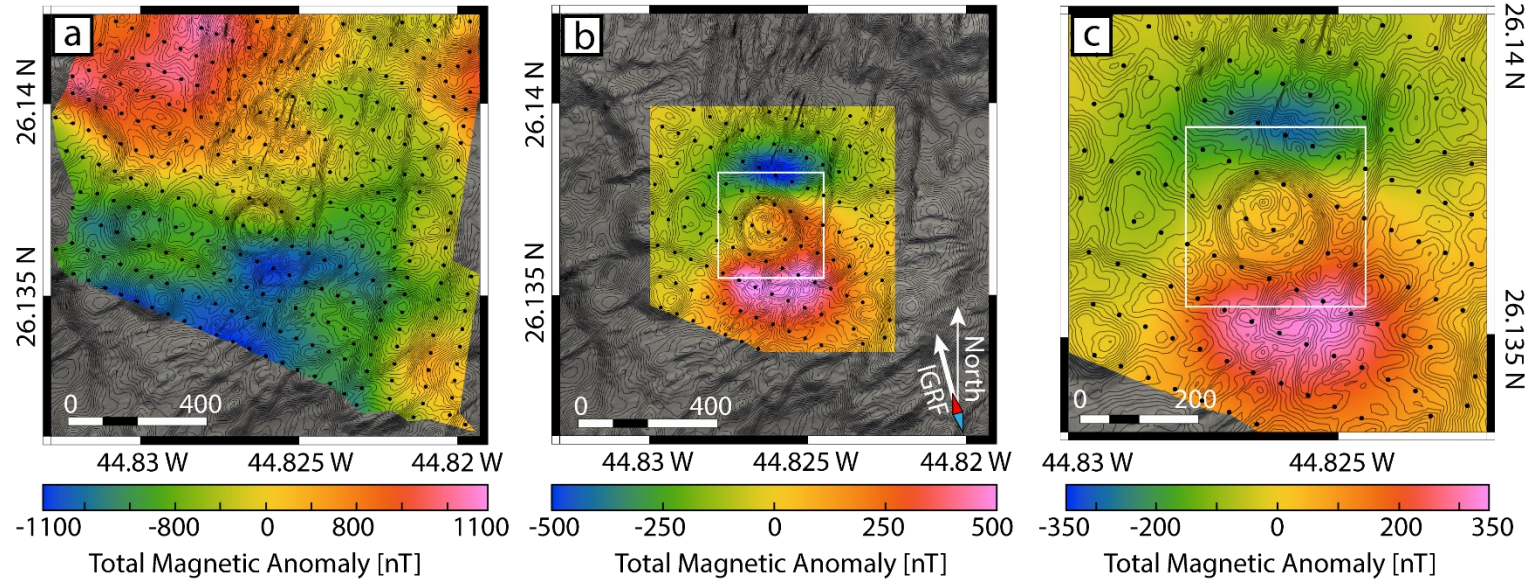 a
b
c
26.14 N
26.135 N
0 400
44.83 W 44.825 W 44.82 W
-1100 -800 0 800 1100
Total Magnetic Anomaly [nT]
26.14 N
26.135 N
North
IGRF
0 400
44.83 W 44.825 W 44.82 W
-500 -250 0 250 500
Total Magnetic Anomaly [nT]
26.14 N
26.135 N
0 200
44.83 W 44.825 W
-350 -200 0 200 350
Total Magnetic Anomaly [nT]